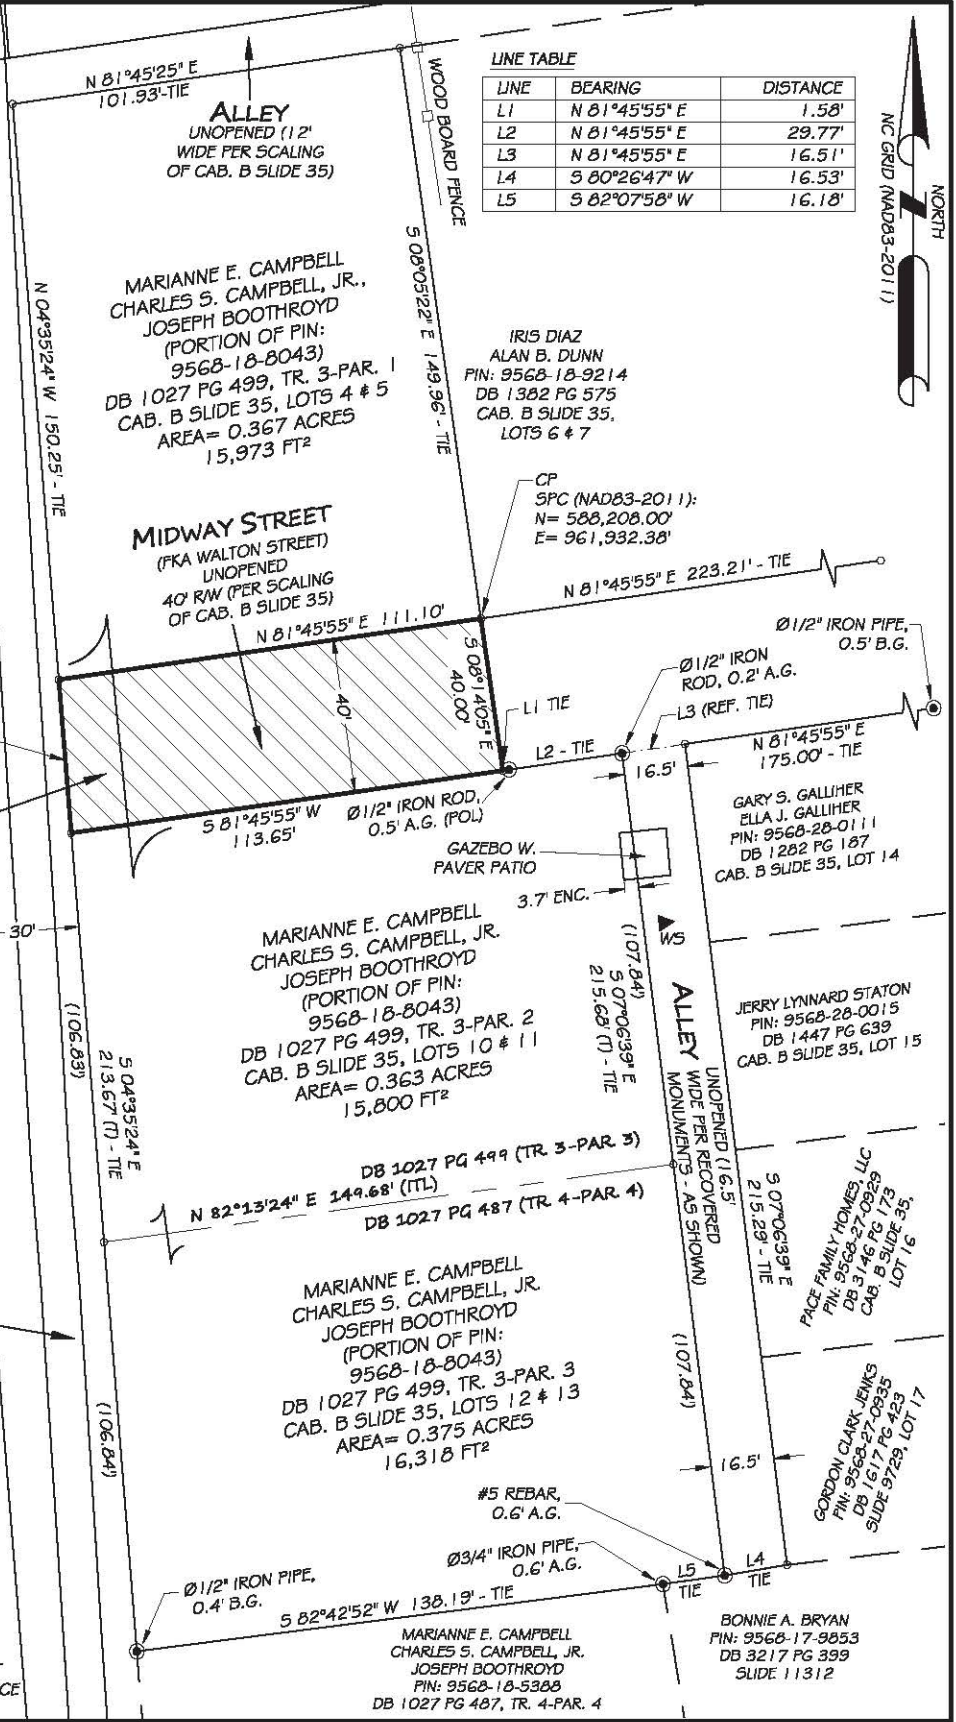 N 81°45'25" E
101.93'-TIE
ALLEY
UNOPENED (12'
WIDE PER SCALING
OF CAB. B SLIDE 35)
WOOD BOARD FENCE
LINE TABLE
LINE BEARING DISTANCE
L1 N 81°45'55" E 1.58'
L2 N 81°45'55" E 29.77'
L3 N 81°45'55" E 16.51'
L4 S 80°26'47" W 16.53'
L5 S 82°07'58" W 16.18'
NORTH
NC GRID (NAD83-2011)
N 04°35'24" W 150.25' - TIE
MARIANNE E. CAMPBELL
CHARLES S. CAMPBELL, JR.,
JOSEPH BOOTHROYD
(PORTION OF PIN:
9568-18-8043)
DB 1027 PG 499, TR. 3-PAR. 1
CAB. B SLIDE 35, LOTS 4 & 5
AREA= 0.367 ACRES
15,973 FT²
S 08°05'22" E 149.96' - TIE
IRIS DIAZ
ALAN B. DUNN
PIN: 9568-18-9214
DB 1382 PG 575
CAB. B SLIDE 35,
LOTS 6 & 7
CP
SPC (NAD83-2011):
N= 588,208.00'
E= 961,932.38'
MIDWAY STREET
(FKA WALTON STREET)
UNOPENED
40' R/W (PER SCALING
OF CAB. B SLIDE 35)
N 81°45'55" E 223.21' - TIE
N 81°45'55" E 111.10'
Ø1/2" IRON PIPE,
0.5' B.G.
Ø1/2" IRON
ROD, 0.2' A.G.
S 08°14'05" E
40.00'
40'
L1 TIE
L3 (REF. TIE)
L2 - TIE
N 81°45'55" E
175.00' - TIE
16.5'
S 81°45'55" W
113.65'
Ø1/2" IRON ROD,
0.5' A.G. (POL)
GARY S. GALLIHER
ELLA J. GALLIHER
PIN: 9568-28-0111
DB 1282 PG 187
CAB. B SLIDE 35, LOT 14
GAZEBO W.
PAVER PATIO
3.7' ENC.
30'
MARIANNE E. CAMPBELL
CHARLES S. CAMPBELL, JR.
JOSEPH BOOTHROYD
(PORTION OF PIN:
9568-18-8043)
DB 1027 PG 499, TR. 3-PAR. 2
CAB. B SLIDE 35, LOTS 10 & 11
AREA= 0.363 ACRES
15,800 FT²
WS
(107.84')
S 07°06'39" E
215.68' (T) - TIE
ALLEY
UNOPENED (16.5'
WIDE PER RECOVERED
MONUMENTS - AS SHOWN)
JERRY LYNNARD STATON
PIN: 9568-28-0015
DB 1447 PG 639
CAB. B SLIDE 35, LOT 15
(106.83')
S 04°35'24" E
213.67' (T) - TIE
DB 1027 PG 499 (TR. 3-PAR. 3)
N 82°13'24" E 149.68' (TTL)
DB 1027 PG 487 (TR. 4-PAR. 4)
S 07°06'39" E
215.29' - TIE
PACE FAMILY HOMES, LLC
PIN: 9568-27-0929
DB 3146 PG 173
CAB. B SLIDE 35,
LOT 16
MARIANNE E. CAMPBELL
CHARLES S. CAMPBELL, JR.
JOSEPH BOOTHROYD
(PORTION OF PIN:
9568-18-8043)
DB 1027 PG 499, TR. 3-PAR. 3
CAB. B SLIDE 35, LOTS 12 & 13
AREA= 0.375 ACRES
16,318 FT²
(107.84')
(106.84')
GORDON CLARK JENKS
PIN: 9568-27-0935
DB 1617 PG 423
SLIDE 9729, LOT 17
16.5'
#5 REBAR,
0.6' A.G.
Ø3/4" IRON PIPE,
0.6' A.G.
L5
TIE
L4
TIE
Ø1/2" IRON PIPE,
0.4' B.G.
S 82°42'52" W 138.19' - TIE
MARIANNE E. CAMPBELL
CHARLES S. CAMPBELL, JR.
JOSEPH BOOTHROYD
PIN: 9568-18-5388
DB 1027 PG 487, TR. 4-PAR. 4
BONNIE A. BRYAN
PIN: 9568-17-9853
DB 3217 PG 399
SLIDE 11312
CE